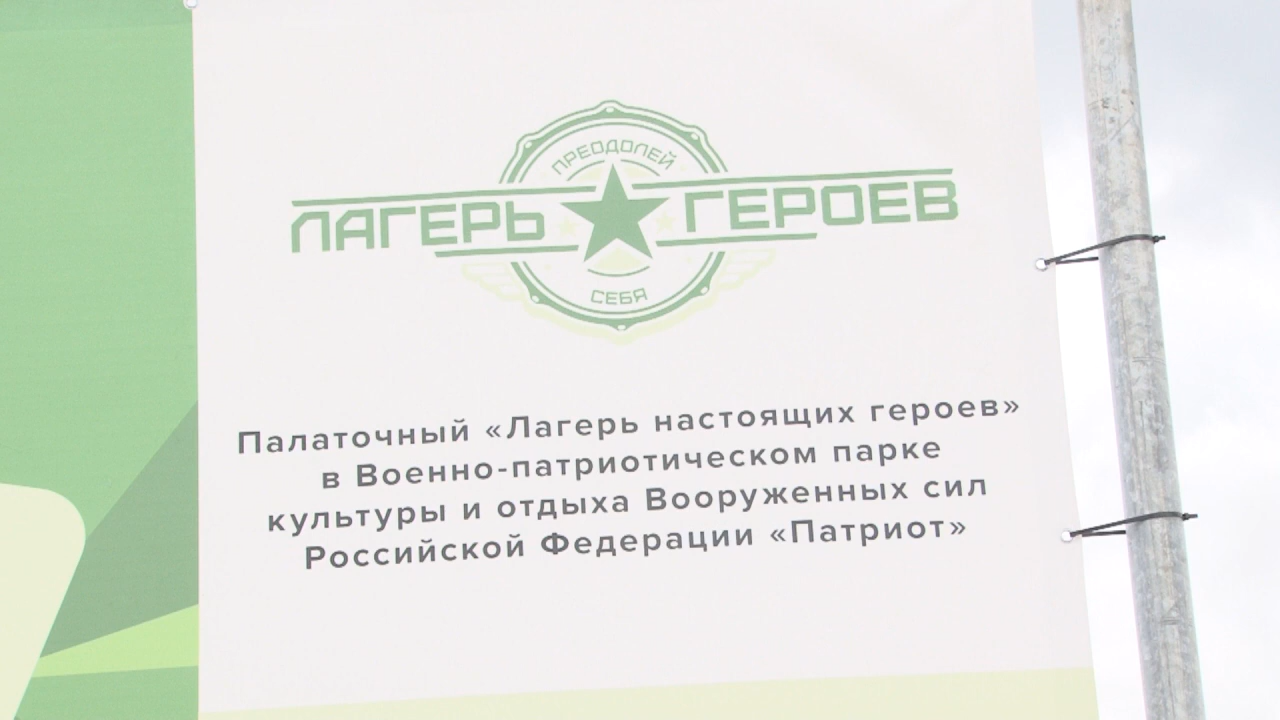 ПРЕОДОЛЕЙ
ЛАГЕРЬ ГЕРОЕВ
СЕБЯ
Палаточный «Лагерь настоящих героев»
в Военно-патриотическом парке
культуры и отдыха Вооруженных сил
Российской Федерации «Патриот»